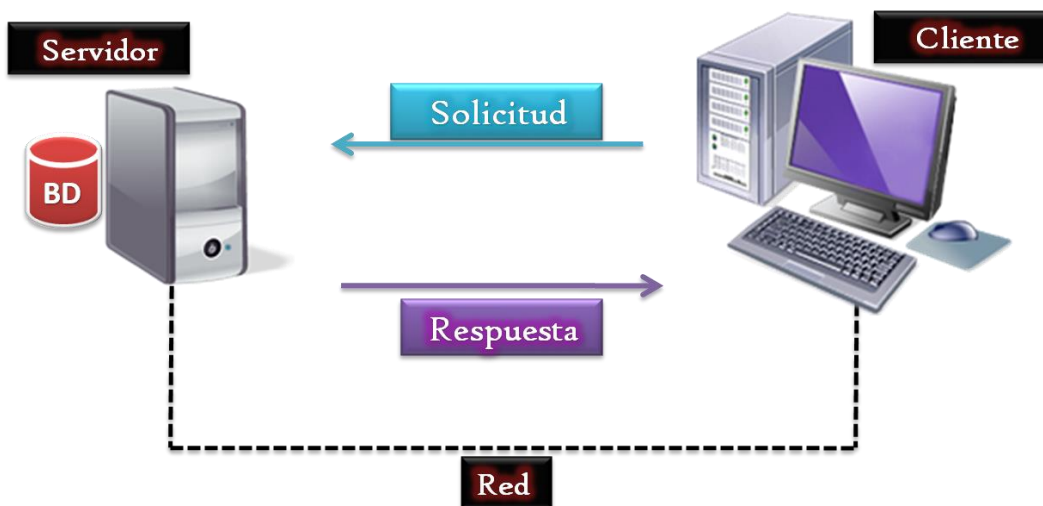 Servidor
Cliente
Solicitud
BD
Respuesta
Red